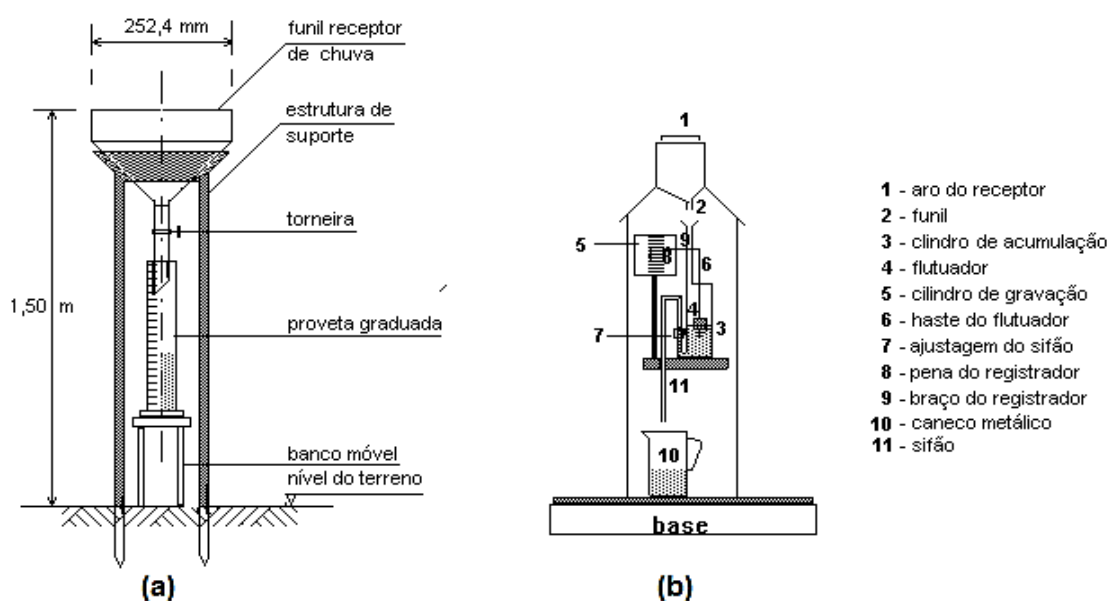 252,4 mm
funil receptor
de chuva
estrutura de
suporte
torneira
1,50 m
proveta graduada
banco móvel
nível do terreno
(a)
1
2
5
9
8
6
4
3
7
11
10
base
(b)
1 - aro do receptor
2 - funil
3 - clindro de acumulação
4 - flutuador
5 - cilindro de gravação
6 - haste do flutuador
7 - ajustagem do sifão
8 - pena do registrador
9 - braço do registrador
10 - caneco metálico
11 - sifão